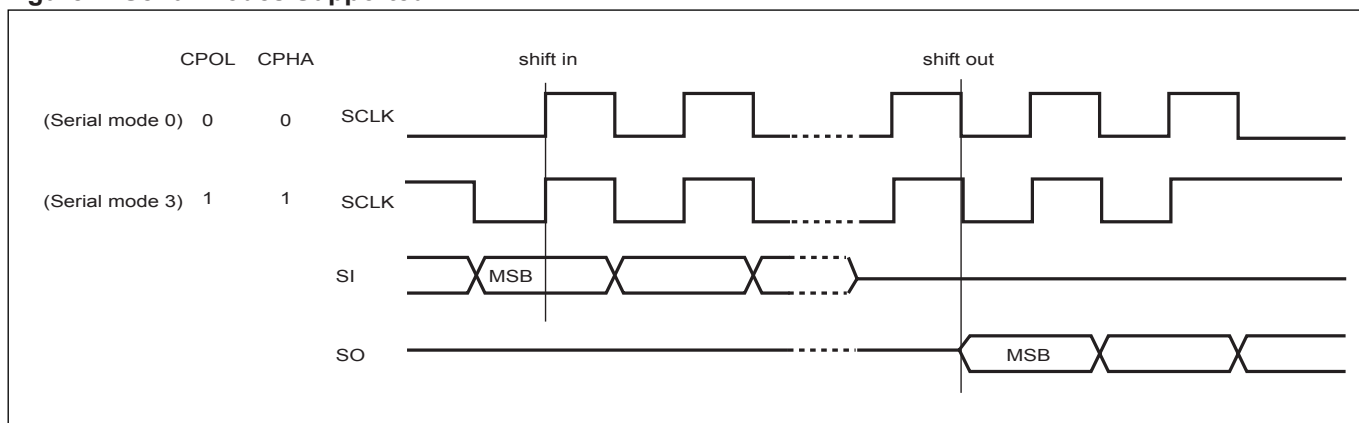 CPOL CPHA shift in shift out
(Serial mode 0) 0 0 SCLK
(Serial mode 3) 1 1 SCLK
SI MSB
SO MSB